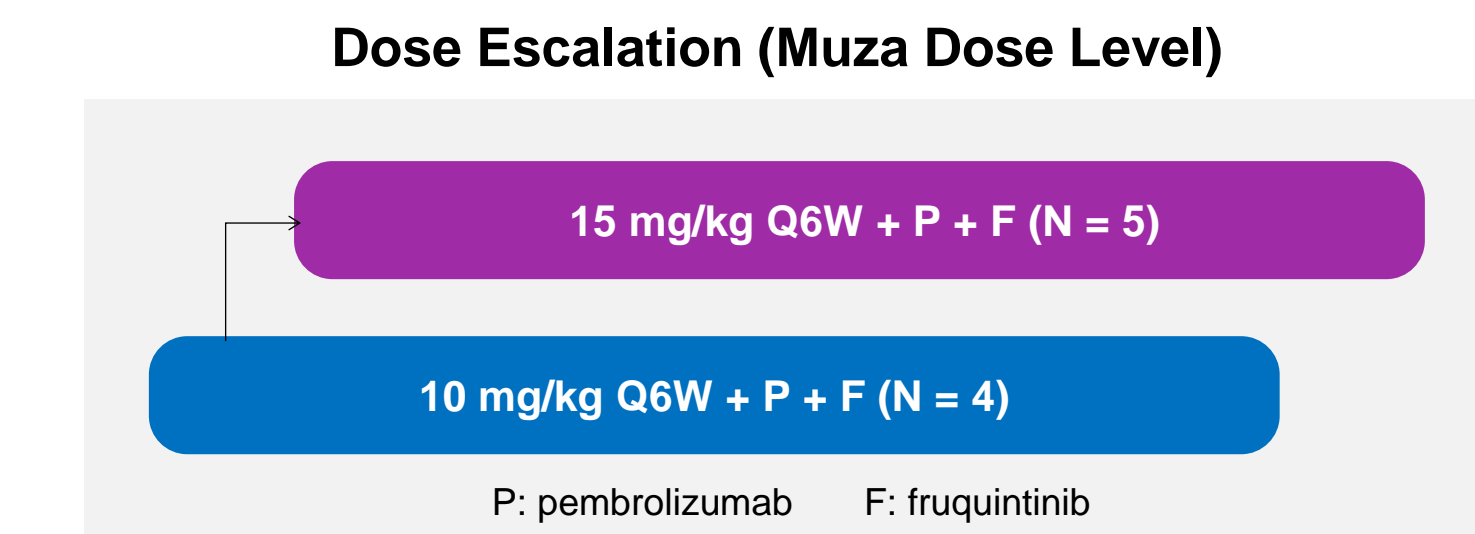 Dose Escalation (Muza Dose Level)
15 mg/kg Q6W + P + F (N = 5)
10 mg/kg Q6W + P + F (N = 4)
P: pembrolizumab F: fruquintinib